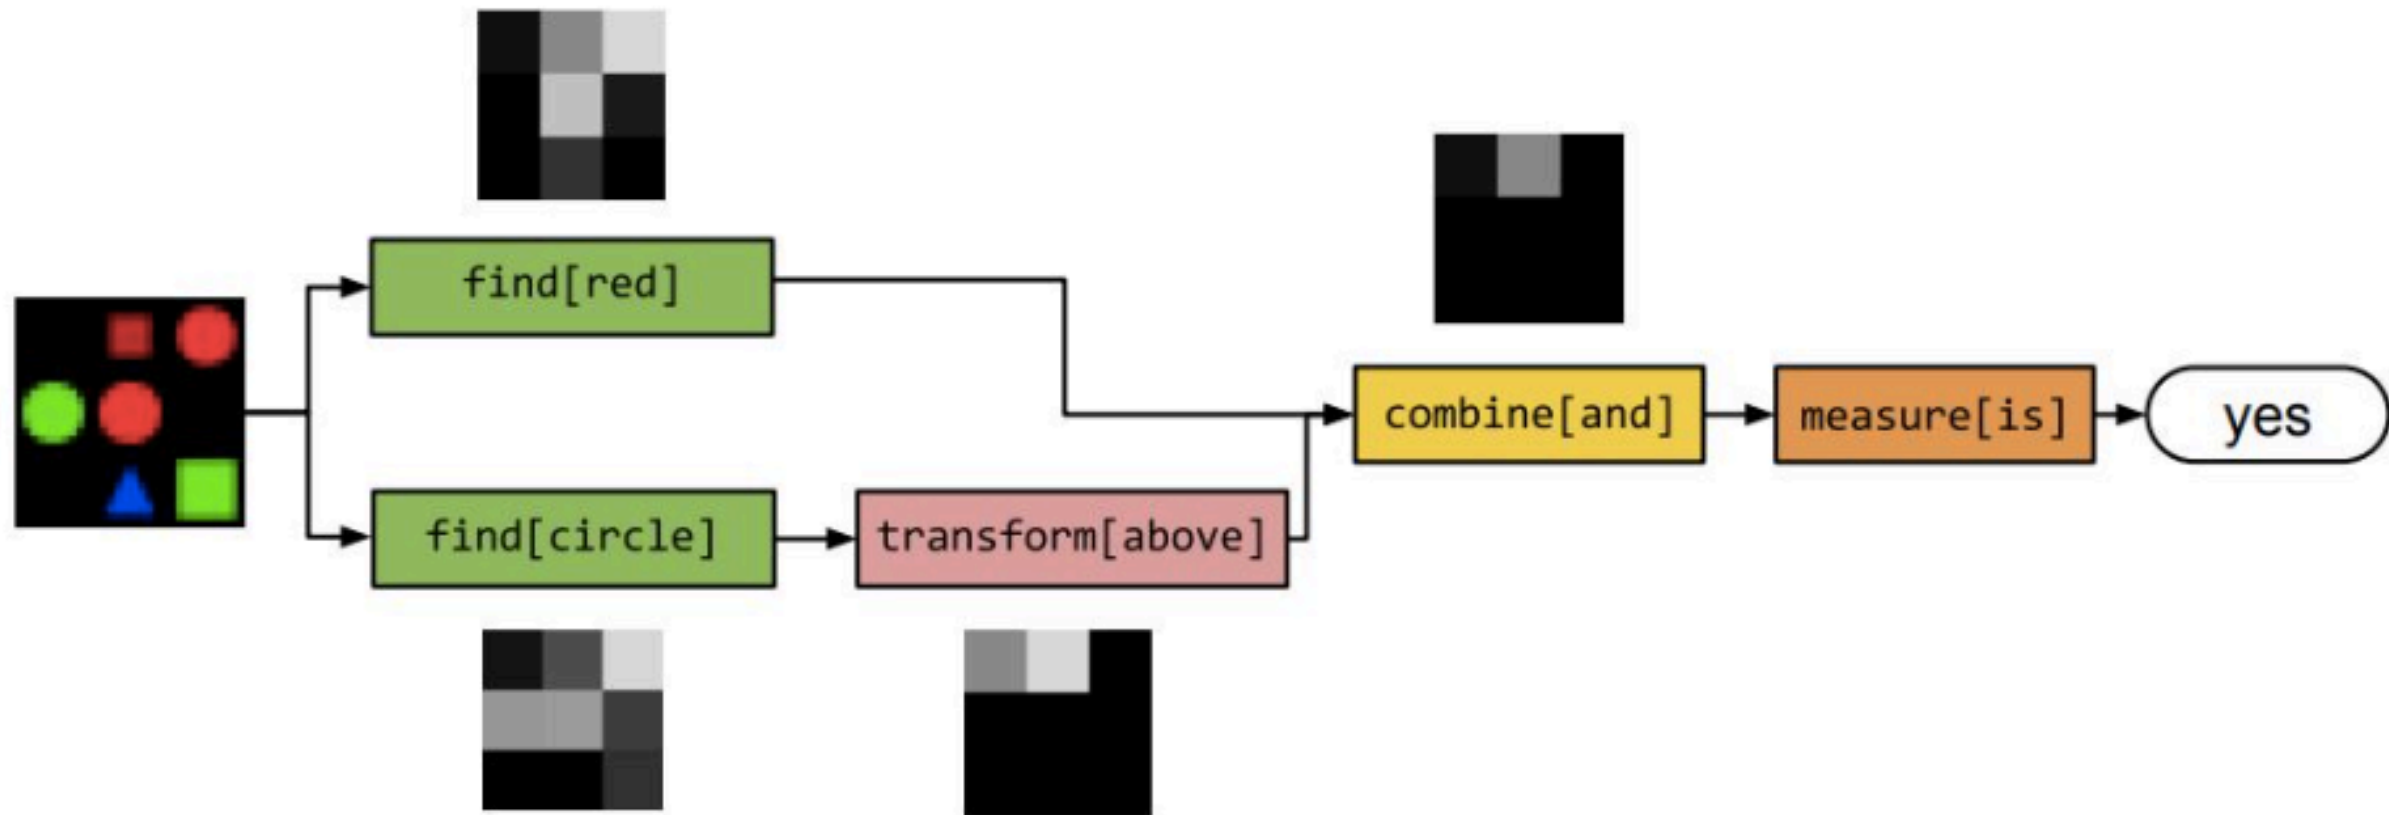 find[red]
find[circle]
transform[above]
combine[and]
measure[is]
yes